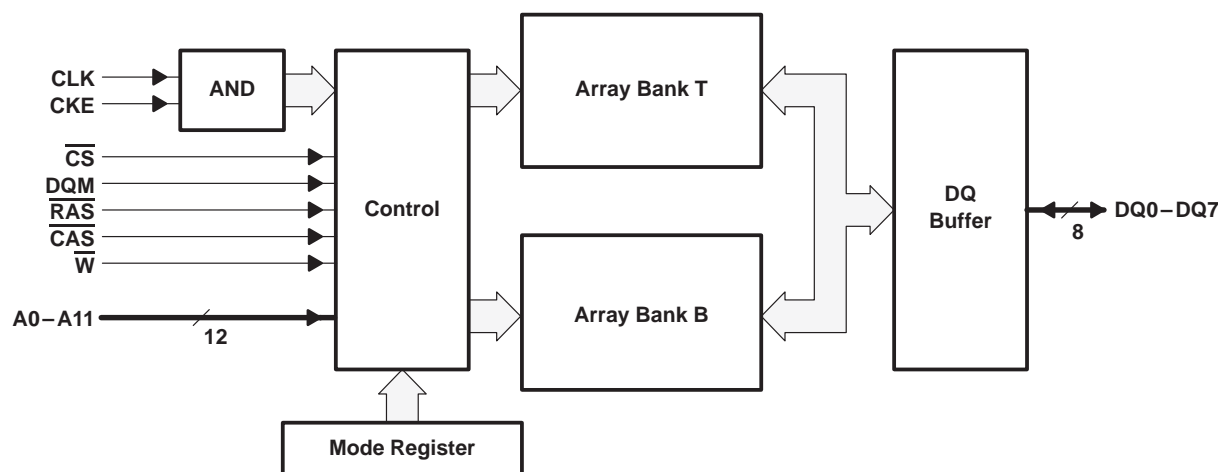 CLK
CKE
AND
CS
DQM
RAS
CAS
W
A0–A11
12
Control
Array Bank T
Array Bank B
DQ
Buffer
DQ0–DQ7
8
Mode Register